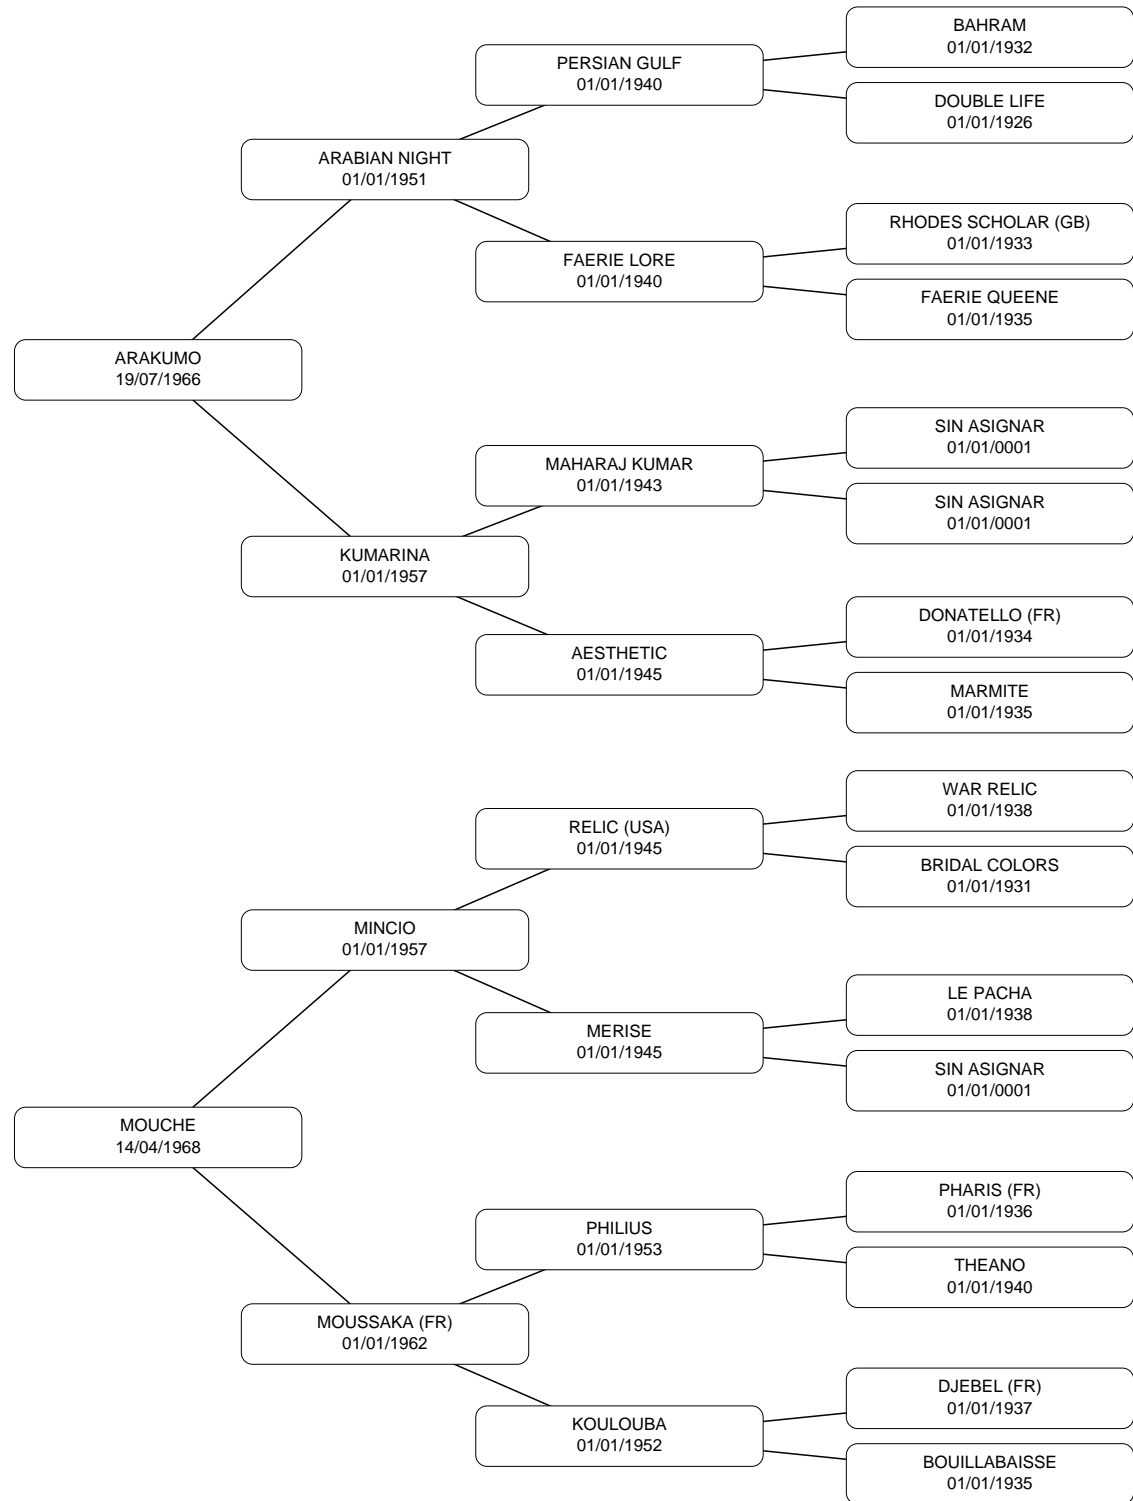 BAHRAM
01/01/1932
PERSIAN GULF
01/01/1940
DOUBLE LIFE
01/01/1926
ARABIAN NIGHT
01/01/1951
RHODES SCHOLAR (GB)
01/01/1933
FAERIE LORE
01/01/1940
FAERIE QUEENE
01/01/1935
ARAKUMO
19/07/1966
SIN ASIGNAR
01/01/0001
MAHARAJ KUMAR
01/01/1943
SIN ASIGNAR
01/01/0001
KUMARINA
01/01/1957
DONATELLO (FR)
01/01/1934
AESTHETIC
01/01/1945
MARMITE
01/01/1935
WAR RELIC
01/01/1938
RELIC (USA)
01/01/1945
BRIDAL COLORS
01/01/1931
MINCIO
01/01/1957
LE PACHA
01/01/1938
MERISE
01/01/1945
SIN ASIGNAR
01/01/0001
MOUCHE
14/04/1968
PHARIS (FR)
01/01/1936
PHILIUS
01/01/1953
THEANO
01/01/1940
MOUSSAKA (FR)
01/01/1962
DJEBEL (FR)
01/01/1937
KOULOUBA
01/01/1952
BOUILLABAISSE
01/01/1935